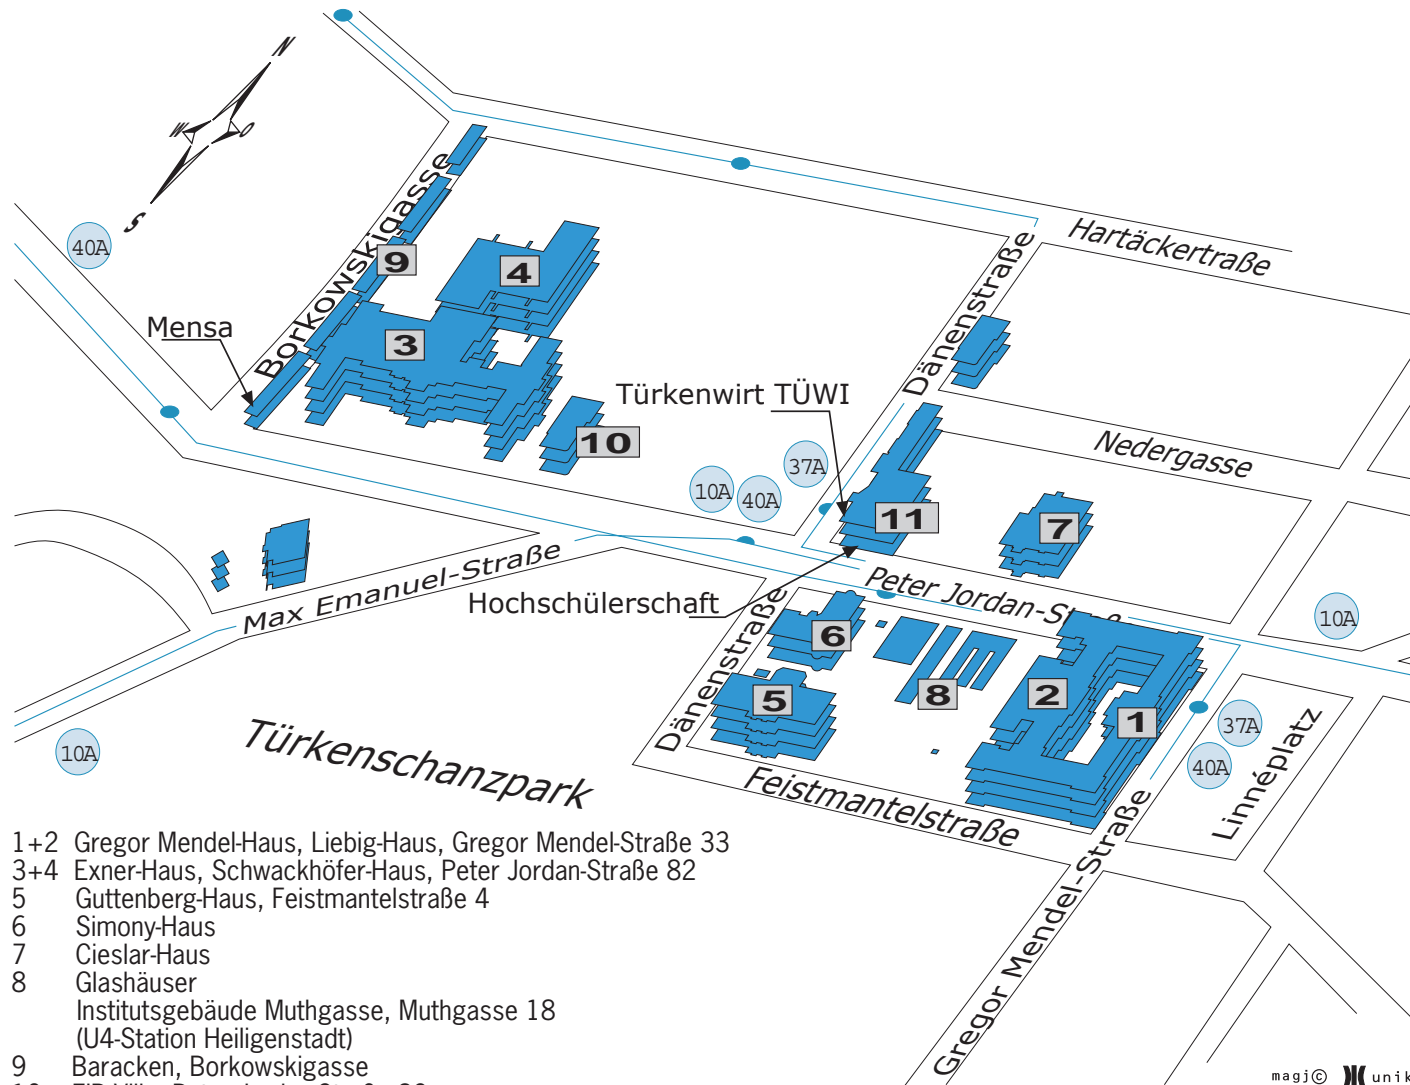 N
W
O
S
40A
Borkowskigasse
9
4
3
Mensa
10
Hartäckertraße
Dänenstraße
Türkenwirt TÜWI
Nedergasse
37A
10A
40A
11
7
Max Emanuel-Straße
Hochschülerschaft
Peter Jordan-Straße
10A
Dänenstraße
6
5
8
2
1
37A
40A
Linnéplatz
10A
Türkenschanzpark
Feistmantelstraße
Gregor Mendel-Straße
1+2 Gregor Mendel-Haus, Liebig-Haus, Gregor Mendel-Straße 33
3+4 Exner-Haus, Schwackhöfer-Haus, Peter Jordan-Straße 82
5 Guttenberg-Haus, Feistmantelstraße 4
6 Simony-Haus
7 Cieslar-Haus
8 Glashäuser
Institutsgebäude Muthgasse, Muthgasse 18
(U4-Station Heiligenstadt)
9 Baracken, Borkowskigasse
magj© unik